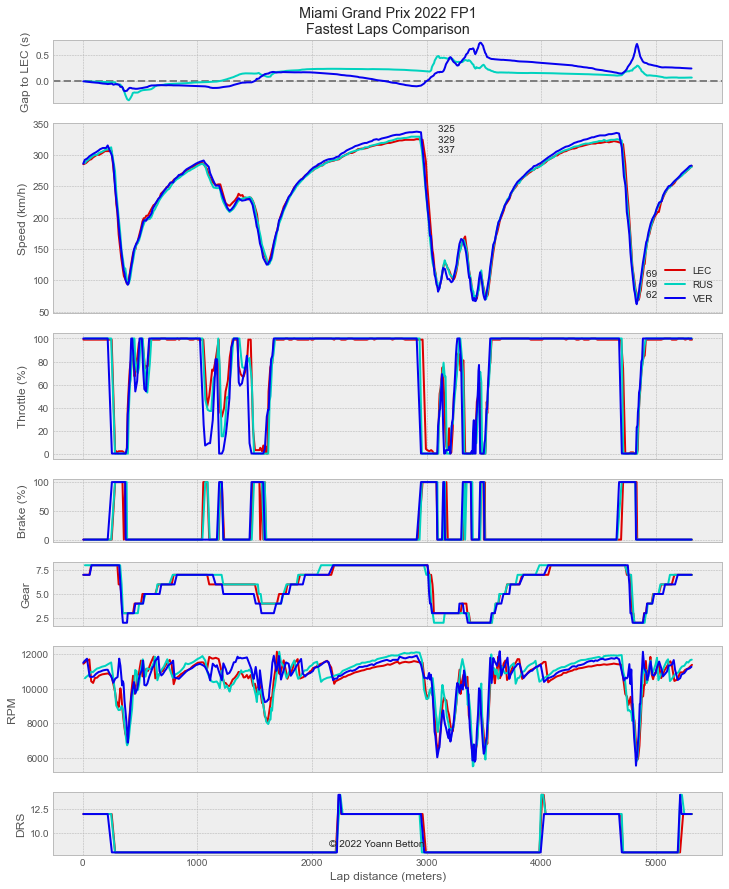 Miami Grand Prix 2022 FP1
Fastest Laps Comparison
Gap to LEC (s)
0.5
0.0
Speed (km/h)
350
300
250
200
150
100
50
325
329
337
69
69
62
LEC
RUS
VER
Throttle (%)
100
80
60
40
20
0
Brake (%)
100
50
0
Gear
7.5
5.0
2.5
RPM
12000
10000
8000
6000
DRS
12.5
10.0
© 2022 Yoann Betton
0 1000 2000 3000 4000 5000
Lap distance (meters)